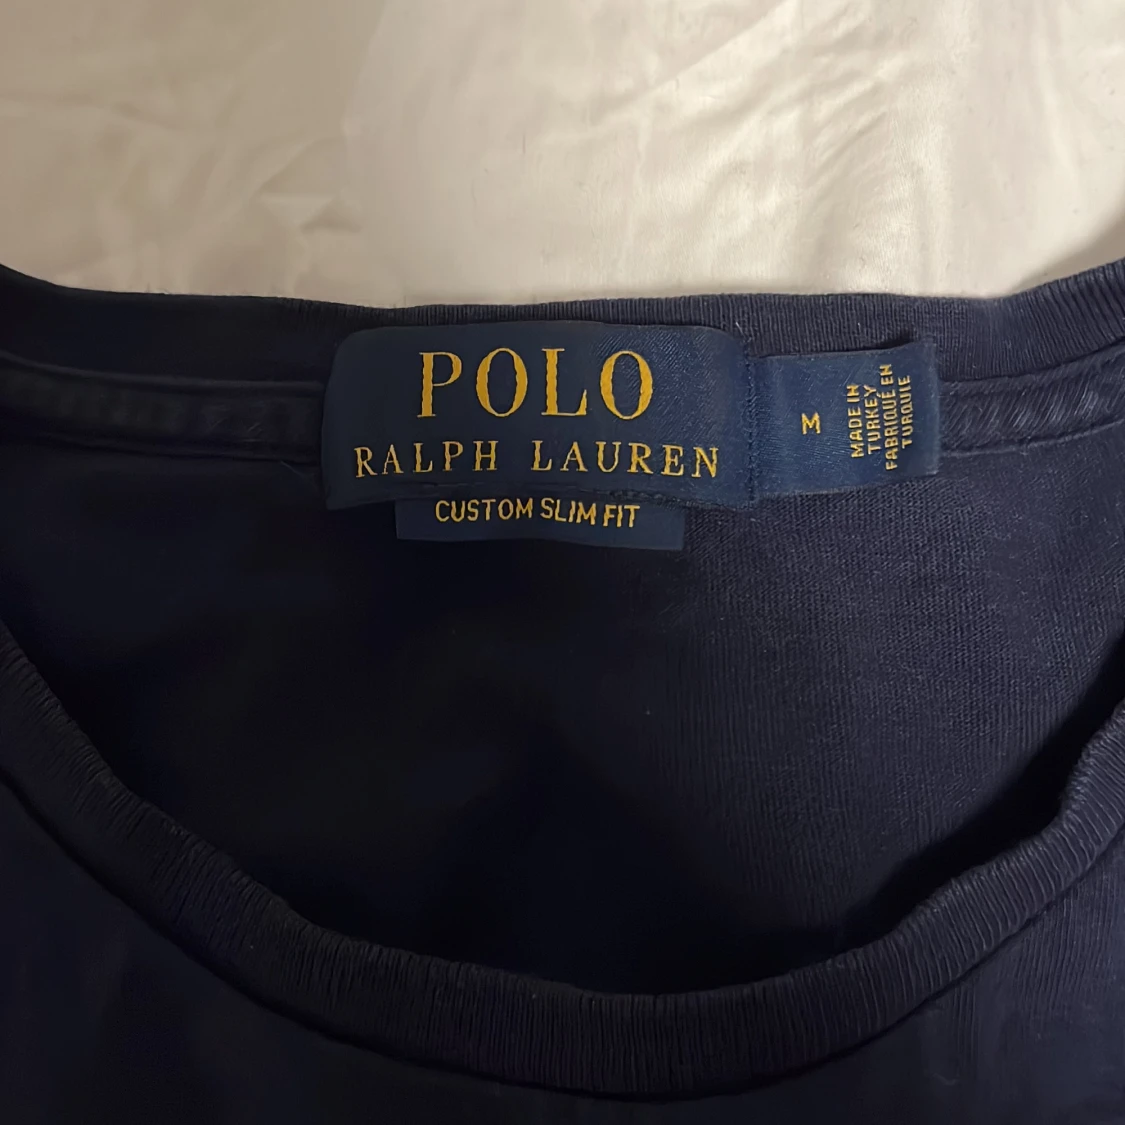 POLO
RALPH LAUREN
CUSTOM SLIM FIT
M
MADE IN
TURKEY
FABRIQUÉ EN
TURQUIE